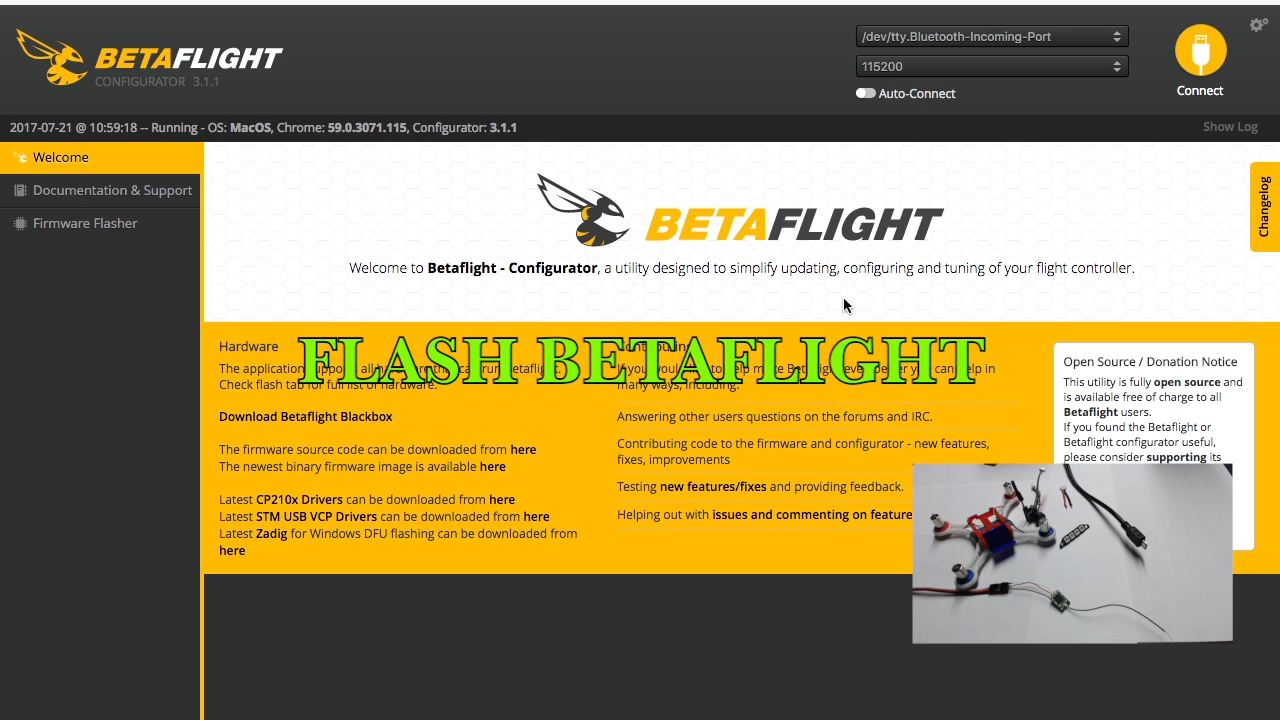 BETAFLIGHT
CONFIGURATOR 3.1.1
/dev/tty.Bluetooth-Incoming-Port
115200
Auto-Connect
Connect
2017-07-21 @ 10:59:18 -- Running - OS: MacOS, Chrome: 59.0.3071.115, Configurator: 3.1.1
Show Log
Welcome
Documentation & Support
Firmware Flasher
Changelog
BETAFLIGHT
Welcome to Betaflight - Configurator, a utility designed to simplify updating, configuring and tuning of your flight controller.
FLASH BETAFLIGHT
Hardware
The application all
Check flash tab for full list of hardware.
Download Betaflight Blackbox
The firmware source code can be downloaded from here
The newest binary firmware image is available here
Latest CP210x Drivers can be downloaded from here
Latest STM USB VCP Drivers can be downloaded from here
Latest Zadig for Windows DFU flashing can be downloaded from
here
help make can help in
many ways, including:
Answering other users questions on the forums and IRC.
Contributing code to the firmware and configurator - new features,
fixes, improvements
Testing new features/fixes and providing feedback.
Helping out with issues and commenting on feature
Open Source / Donation Notice
This utility is fully open source and
is available free of charge to all
Betaflight users.
If you found the Betaflight or
Betaflight configurator useful,
please consider supporting its